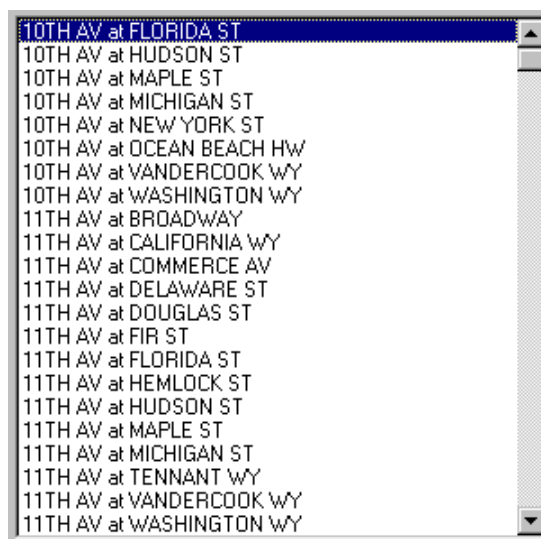 10TH AV at FLORIDA ST
10TH AV at HUDSON ST
10TH AV at MAPLE ST
10TH AV at MICHIGAN ST
10TH AV at NEW YORK ST
10TH AV at OCEAN BEACH HW
10TH AV at VANDERCOOK WY
10TH AV at WASHINGTON WY
11TH AV at BROADWAY
11TH AV at CALIFORNIA WY
11TH AV at COMMERCE AV
11TH AV at DELAWARE ST
11TH AV at DOUGLAS ST
11TH AV at FIR ST
11TH AV at FLORIDA ST
11TH AV at HEMLOCK ST
11TH AV at HUDSON ST
11TH AV at MAPLE ST
11TH AV at MICHIGAN ST
11TH AV at TENNANT WY
11TH AV at VANDERCOOK WY
11TH AV at WASHINGTON WY